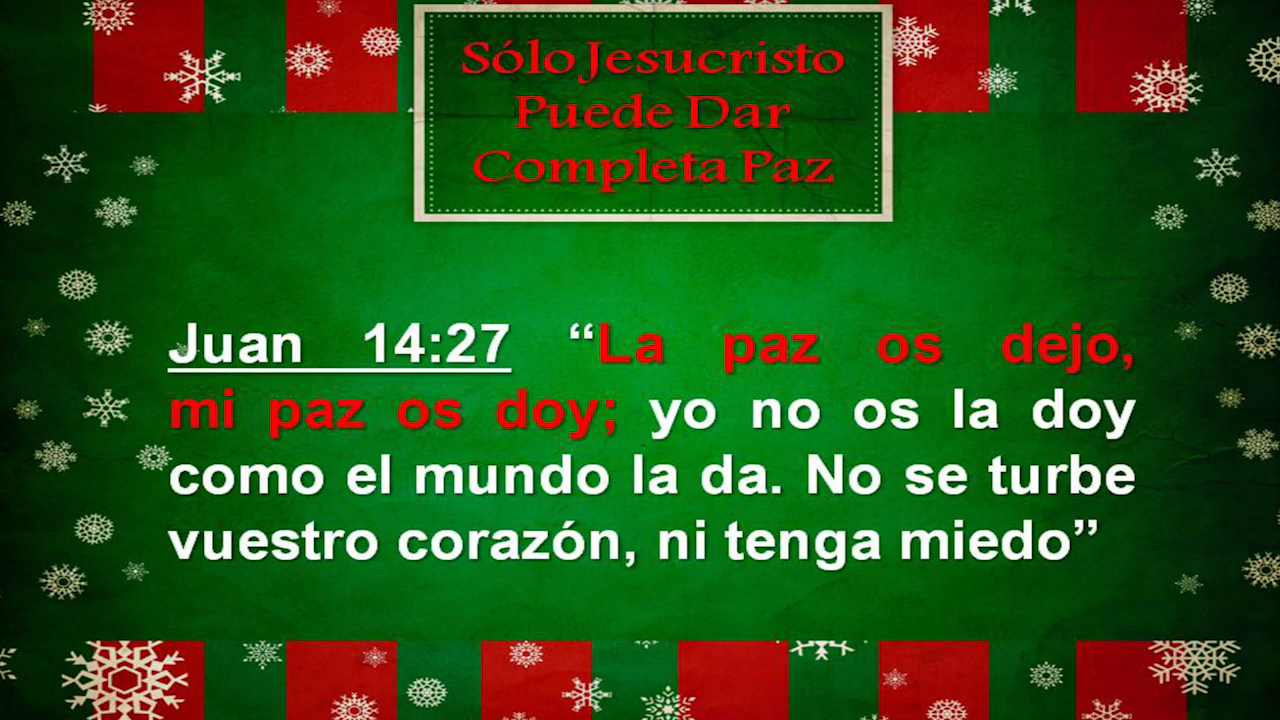 Sólo Jesucristo
Puede Dar
Completa Paz
Juan 14:27 “La paz os dejo,
mi paz os doy; yo no os la doy
como el mundo la da. No se turbe
vuestro corazón, ni tenga miedo”